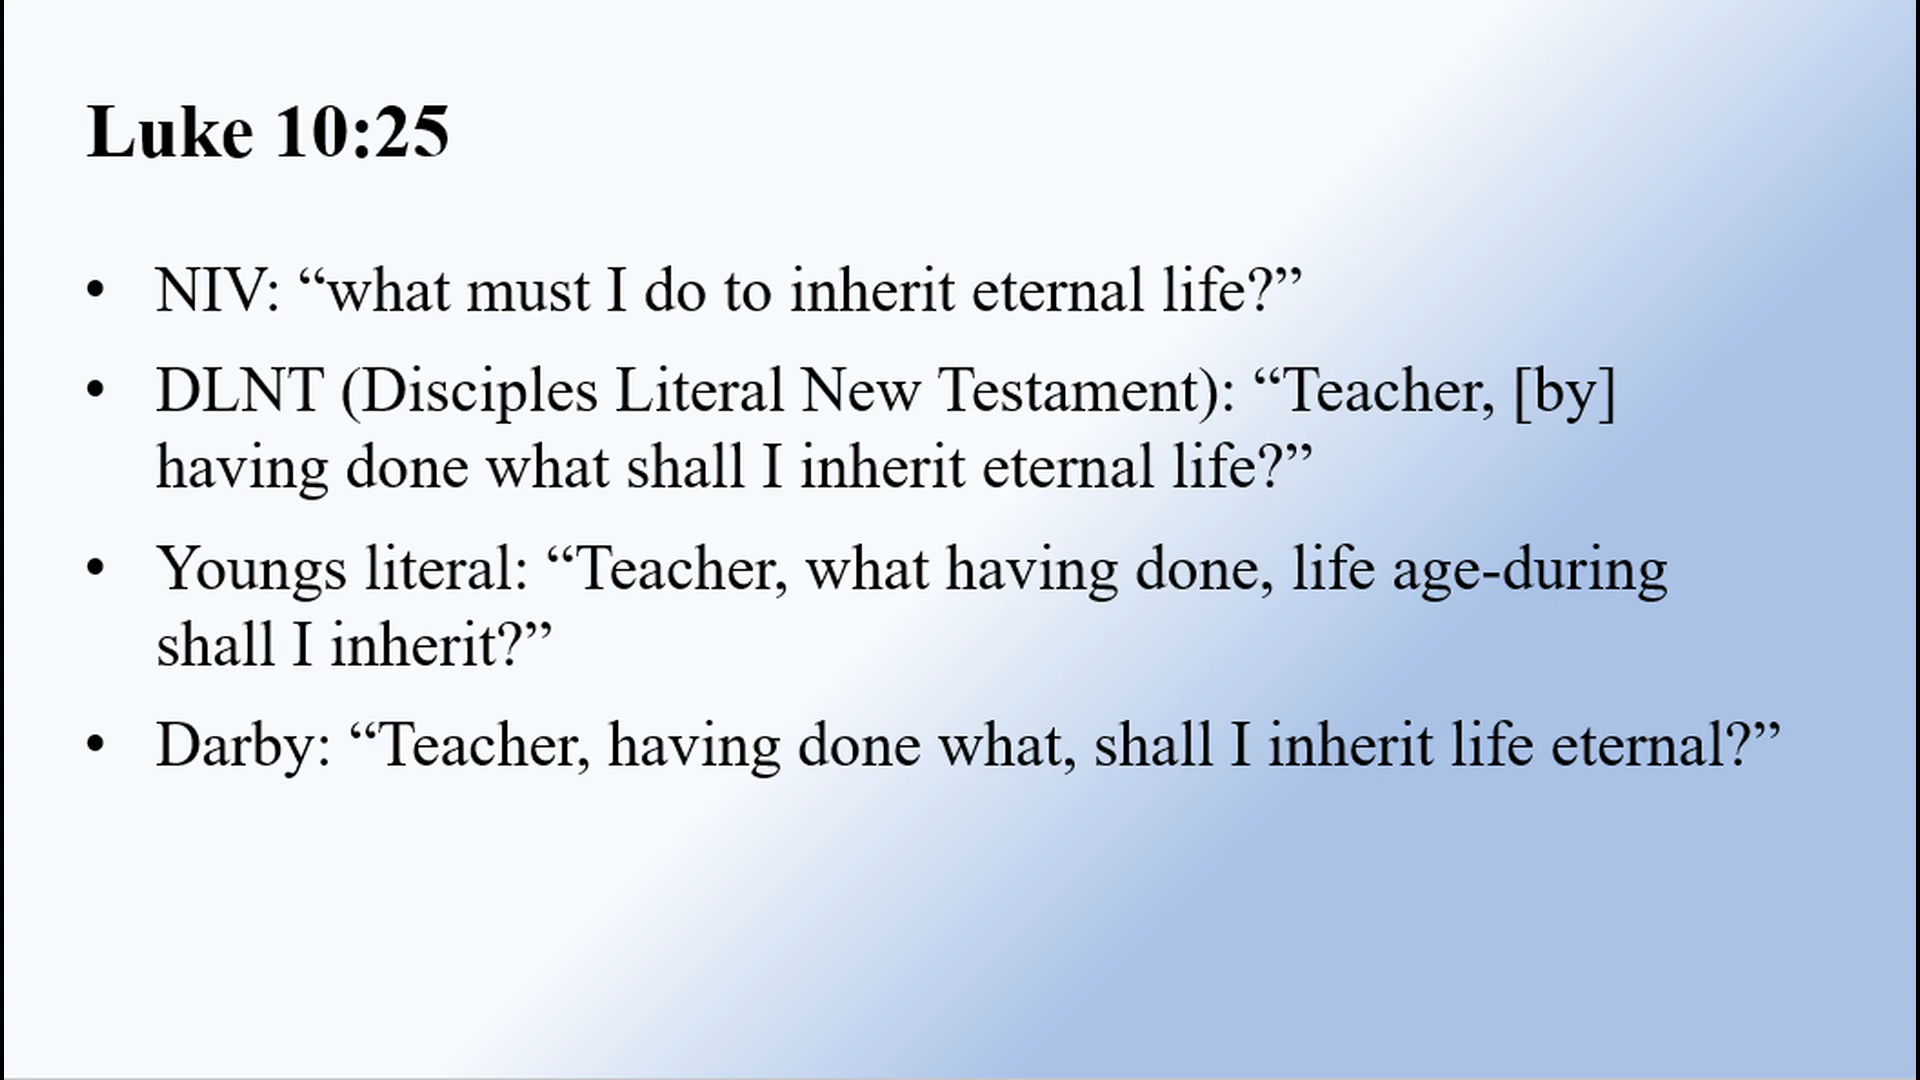 Luke 10:25
• NIV: “what must I do to inherit eternal life?”
• DLNT (Disciples Literal New Testament): “Teacher, [by]
having done what shall I inherit eternal life?”
• Youngs literal: “Teacher, what having done, life age-during
shall I inherit?”
• Darby: “Teacher, having done what, shall I inherit life eternal?”